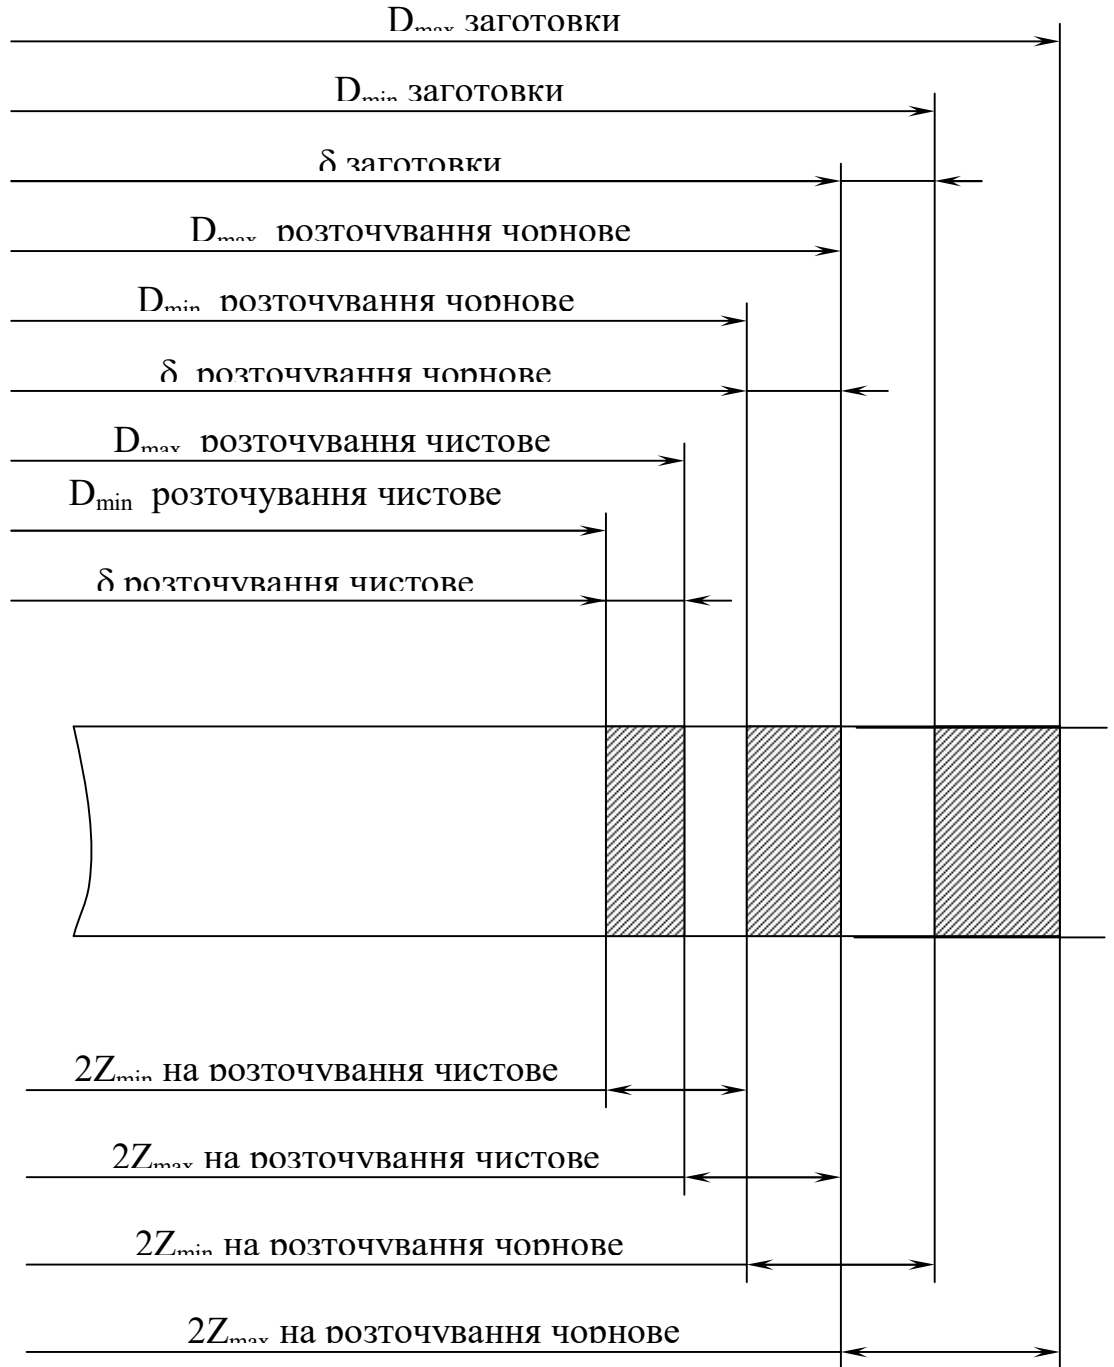 Dmax заготовки
Dmin заготовки
δ заготовки
Dmax розточування чорнове
Dmin розточування чорнове
δ розточування чорнове
Dmax розточування чистове
Dmin розточування чистове
δ розточування чистове
2Zmin на розточування чистове
2Zmax на розточування чистове
2Zmin на розточування чорнове
2Zmax на розточування чорнове